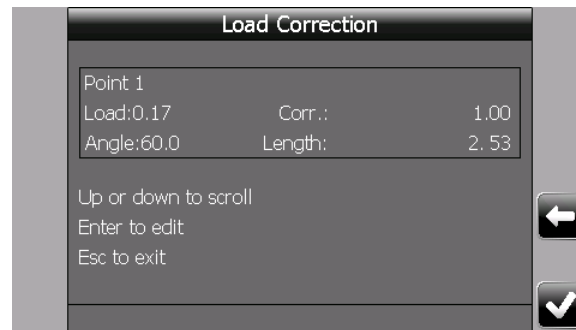 Load Correction
Point 1
Load:0.17 Corr.: 1.00
Angle:60.0 Length: 2. 53
Up or down to scroll
Enter to edit
Esc to exit